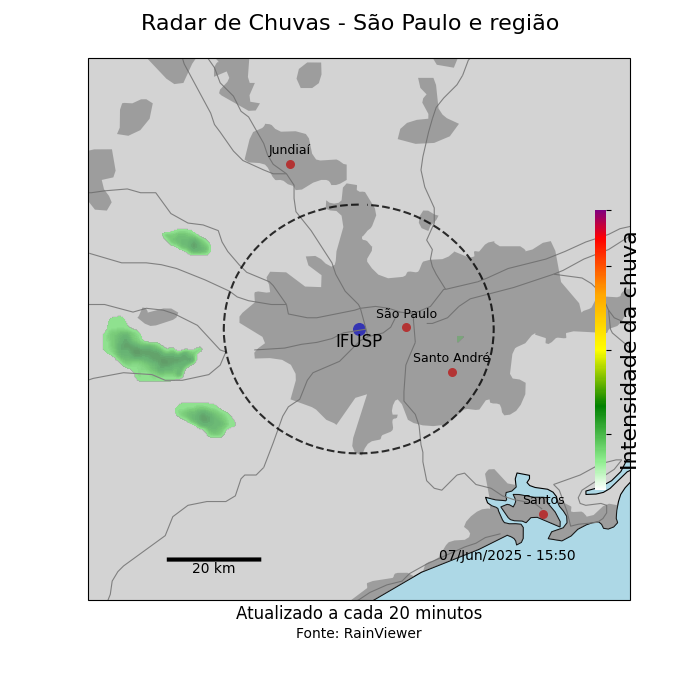 Radar de Chuvas - São Paulo e região
Jundiaí
São Paulo
IFUSP
Santo André
Intensidade da chuva
Santos
07/Jun/2025 - 15:50
20 km
Atualizado a cada 20 minutos
Fonte: RainViewer